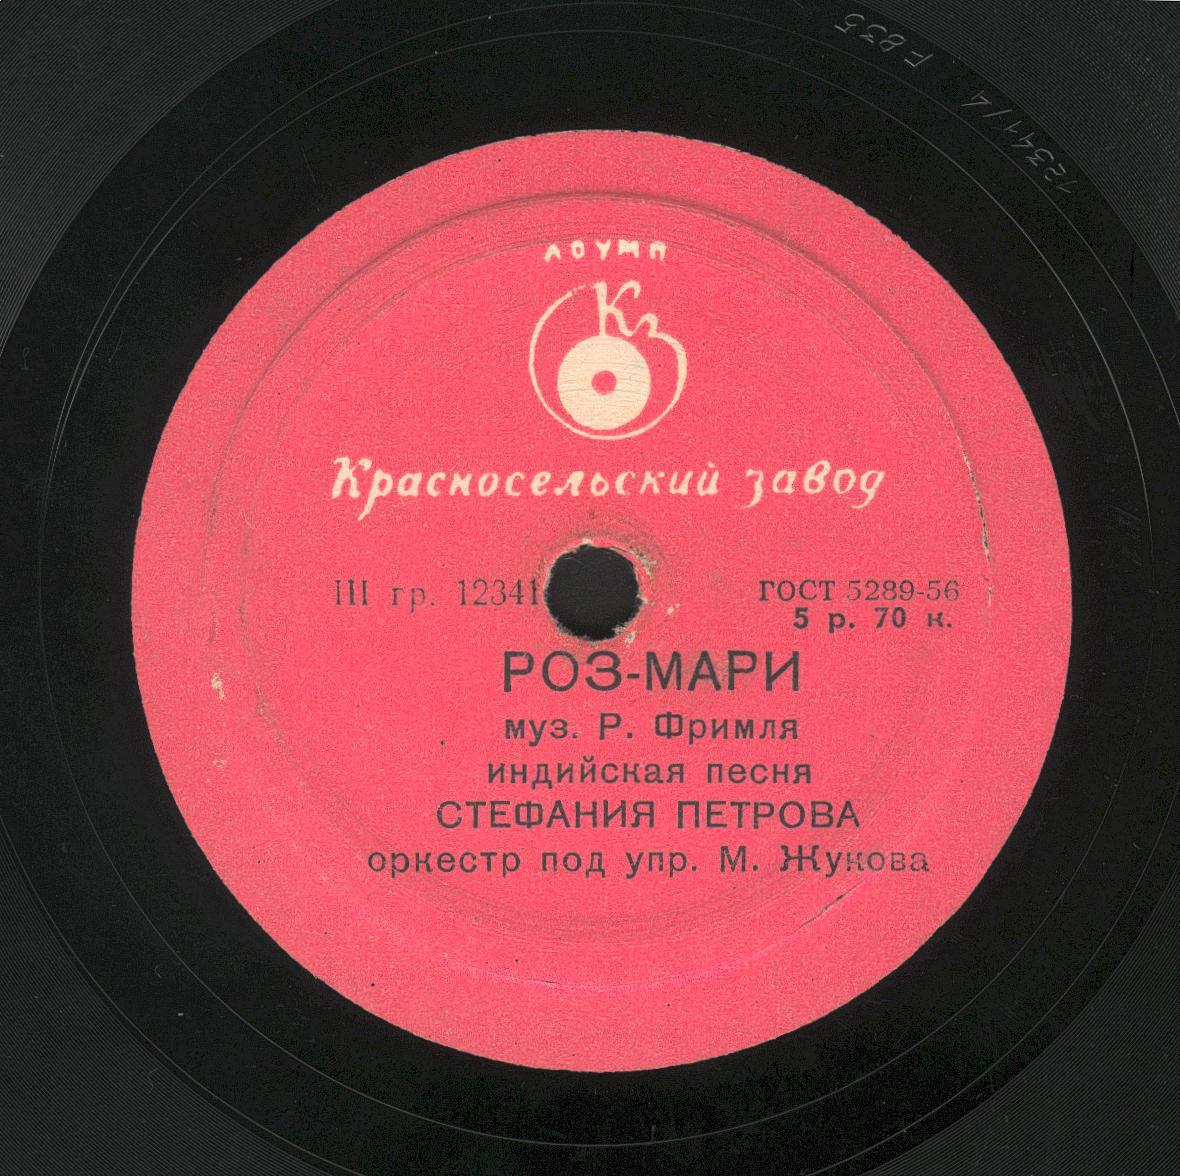 F 835
12341/4
ЛОУМП
Кз
Красносельский завод
III гр. 12341
ГОСТ 5289-56
5 р. 70 к.
РОЗ-МАРИ
муз. Р. Фримля
индийская песня
СТЕФАНИЯ ПЕТРОВА
оркестр под упр. М. Жукова